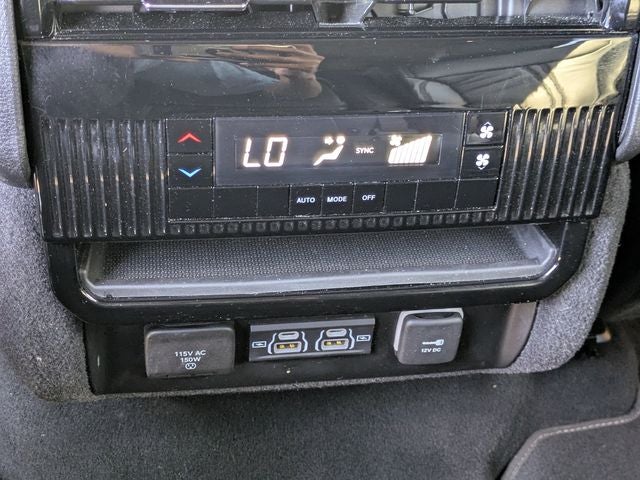 LO SYNC
AUTO MODE OFF
115V AC
150W
12V DC